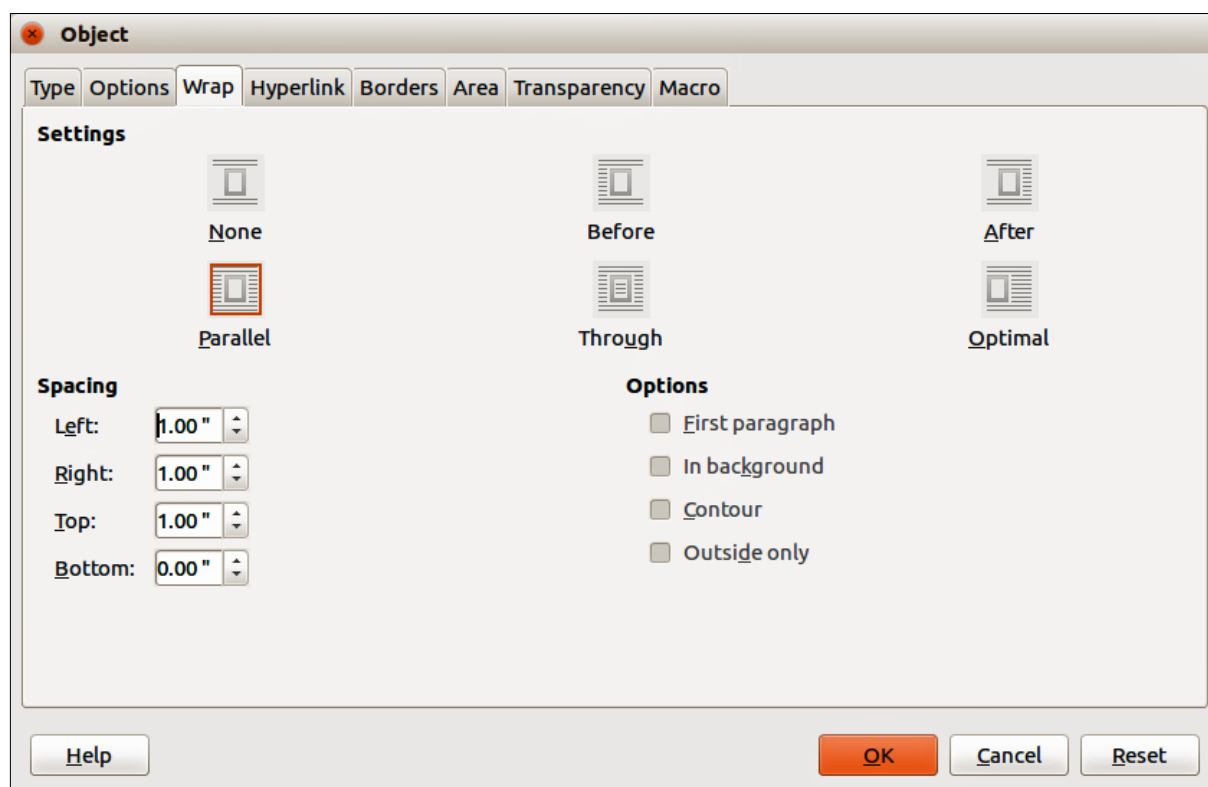 Object
Type Options Wrap Hyperlink Borders Area Transparency Macro
Settings
None Before After
Parallel Through Optimal
Spacing Options
Left: 1.00 " First paragraph
Right: 1.00 " In background
Top: 1.00 " Contour
Bottom: 0.00 " Outside only
Help OK Cancel Reset